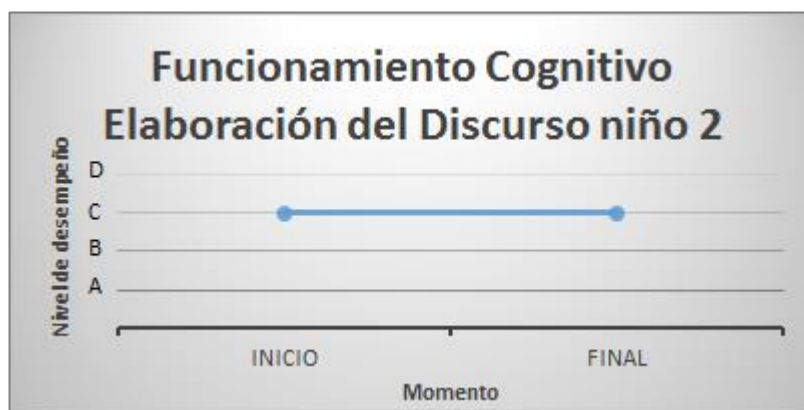 Funcionamiento Cognitivo
Elaboración del Discurso niño 2
Nivel de desempeño
D
C
B
A
INICIO
FINAL
Momento